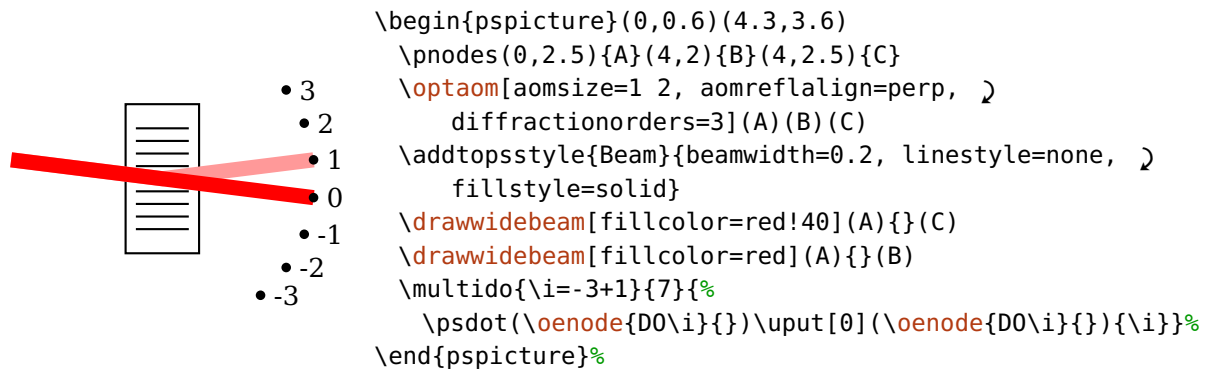 3
2
1
0
-1
-2
-3
\begin{pspicture}(0,0.6)(4.3,3.6)
\pnodes(0,2.5){A}(4,2){B}(4,2.5){C}
\optaom[aomsize=1 2, aomreflalign=perp,
diffractionorders=3](A)(B)(C)
\addtopsstyle{Beam}{beamwidth=0.2, linestyle=none,
fillstyle=solid}
\drawwidebeam[fillcolor=red!40](A){}(C)
\drawwidebeam[fillcolor=red](A){}(B)
\multido{\i=-3+1}{7}{%
\psdot(\oenode{DO\i}{})\uput[0](\oenode{DO\i}{}){\i}}%
\end{pspicture}%